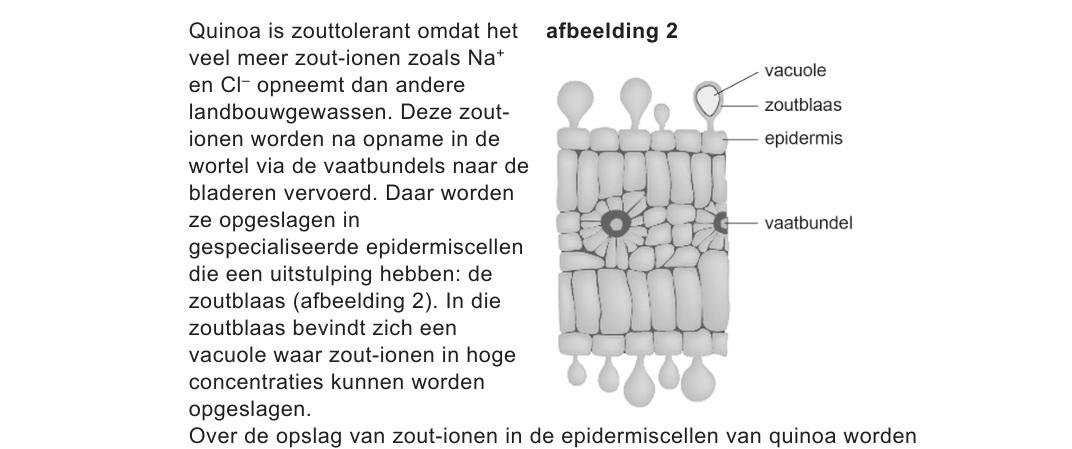 Quinoa is zouttolerant omdat het
veel meer zout-ionen zoals Na⁺
en Cl⁻ opneemt dan andere
landbouwgewassen. Deze zout-
ionen worden na opname in de
wortel via de vaatbundels naar de
bladeren vervoerd. Daar worden
ze opgeslagen in
gespecialiseerde epidermiscellen
die een uitstulping hebben: de
zoutblaas (afbeelding 2). In die
zoutblaas bevindt zich een
vacuole waar zout-ionen in hoge
concentraties kunnen worden
opgeslagen.
afbeelding 2
vacuole
zoutblaas
epidermis
vaatbundel
Over de opslag van zout-ionen in de epidermiscellen van quinoa worden